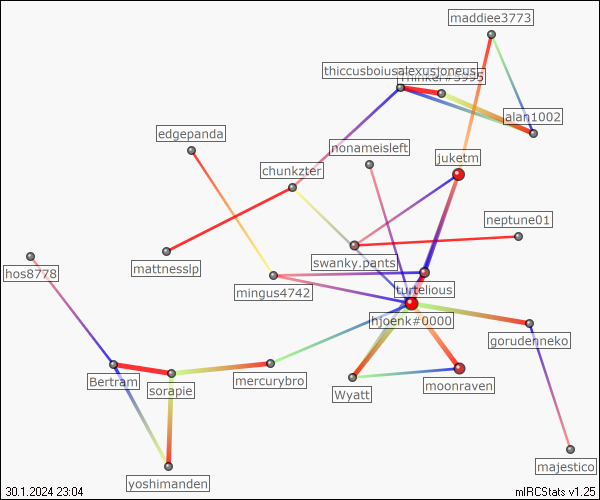 maddiee3773
thiccusboiusalexusjoneus
Thinker#5995
alan1002
edgepanda
nonameisleft
juketm
chunkzter
neptune01
swanky.pants
mattnesslp
hos8778
mingus4742
turtelious
hjoenk#0000
gorudenneko
Bertram
sorapie
mercurybro
Wyatt
moonraven
majestico
yoshimanden
30.1.2024 23:04
mIRCStats v1.25